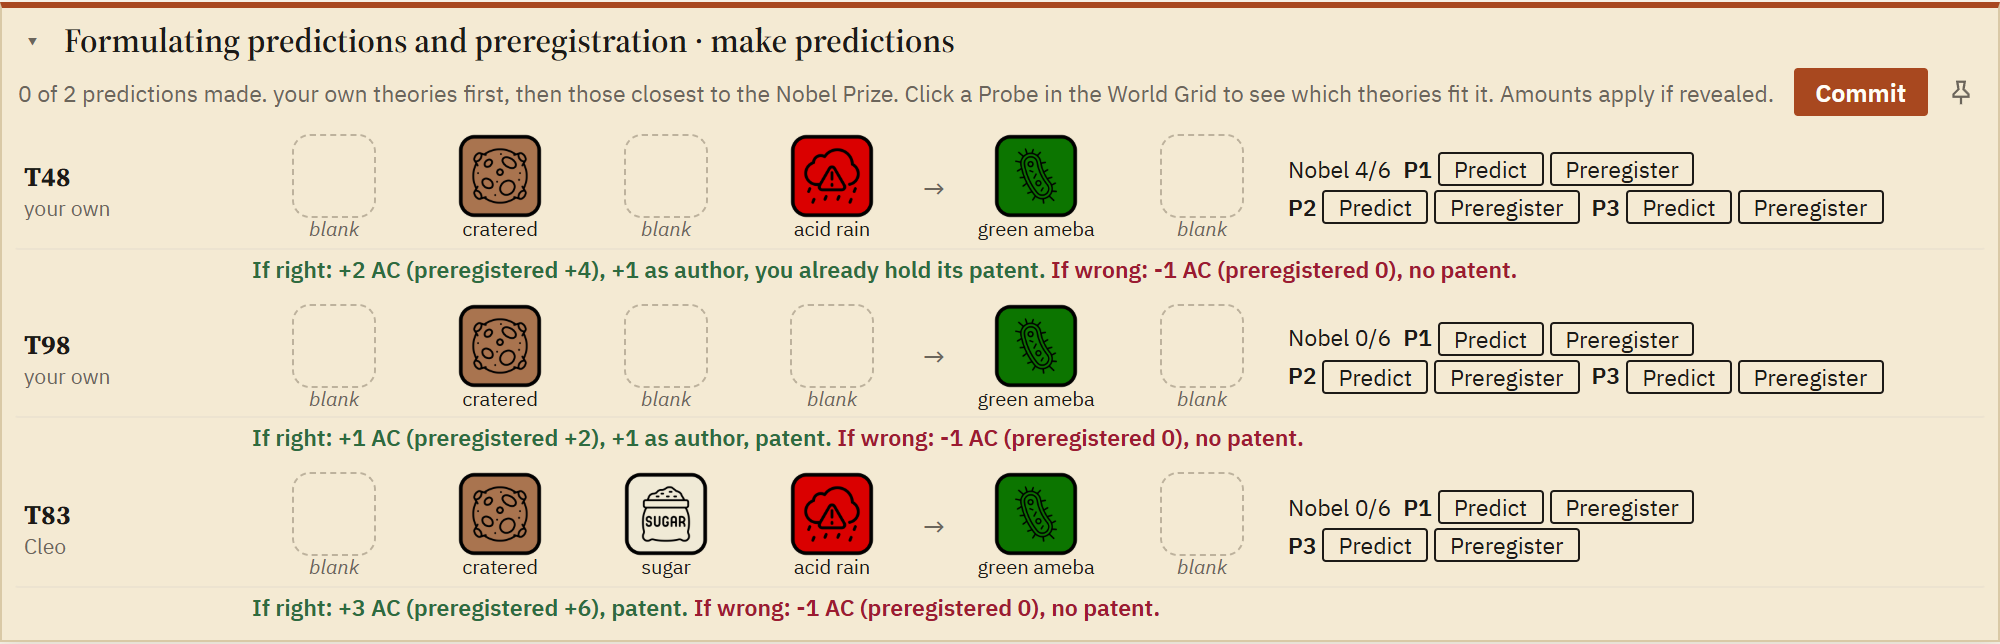 ▾ Formulating predictions and preregistration · make predictions
0 of 2 predictions made. your own theories first, then those closest to the Nobel Prize. Click a Probe in the World Grid to see which theories fit it. Amounts apply if revealed. Commit
T48
your own
blank cratered blank acid rain → green ameba blank
Nobel 4/6 P1 Predict Preregister
P2 Predict Preregister P3 Predict Preregister
If right: +2 AC (preregistered +4), +1 as author, you already hold its patent. If wrong: -1 AC (preregistered 0), no patent.
T98
your own
blank cratered blank blank → green ameba blank
Nobel 0/6 P1 Predict Preregister
P2 Predict Preregister P3 Predict Preregister
If right: +1 AC (preregistered +2), +1 as author, patent. If wrong: -1 AC (preregistered 0), no patent.
T83
Cleo
SUGAR
blank cratered sugar acid rain → green ameba blank
Nobel 0/6 P1 Predict Preregister
P3 Predict Preregister
If right: +3 AC (preregistered +6), patent. If wrong: -1 AC (preregistered 0), no patent.